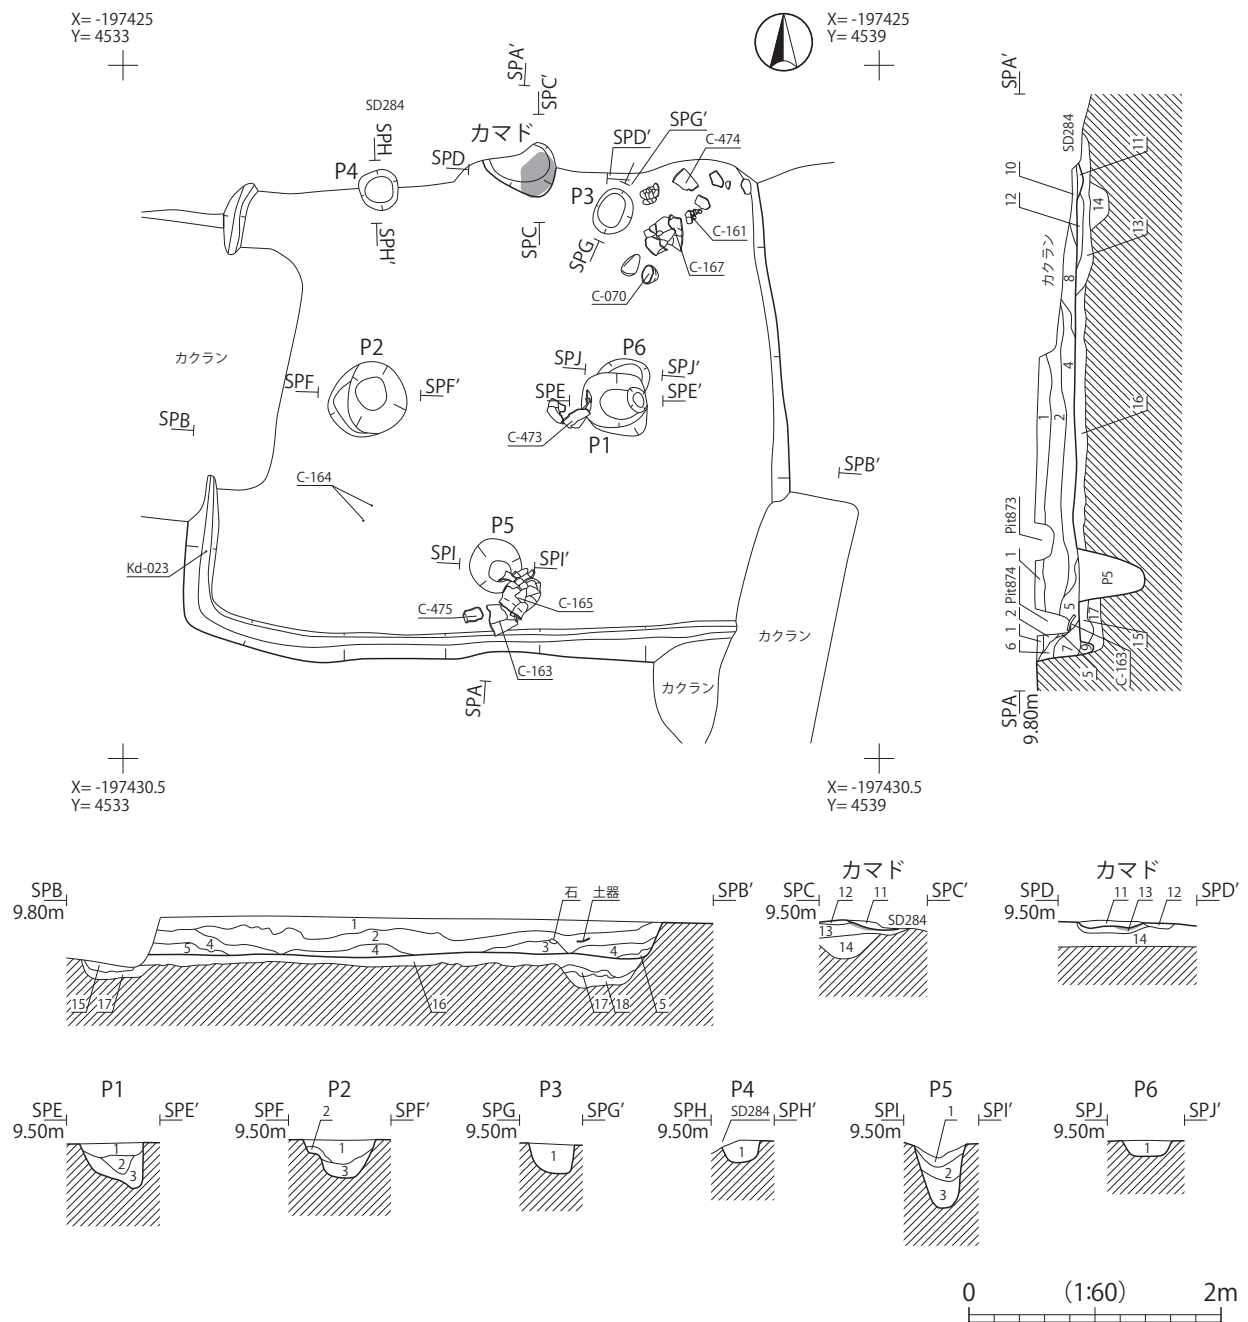 X= -197425
Y= 4533
X= -197425
Y= 4539
SPA’
SPC’
SD284
SPH
カマド
SPD
SPD’
SPG’
C-474
P4
P3
SPH’
SPC
SPG
C-161
C-167
C-070
カクラン
P2
SPF
SPF’
SPB
P6
SPJ
SPJ’
SPE
SPE’
C-473
P1
SPB’
C-164
P5
SPI
SPI’
Kd-023
C-475
C-165
C-163
カクラン
カクラン
SPA
X= -197430.5
Y= 4533
X= -197430.5
Y= 4539
SPA’
SD284
11
10
12
14
13
カクラン
8
4
1
2
16
Pit873
1
Pit874
2
1
6
P5
5
17
7
9
15
C-163
5
SPA
9.80m
SPB
9.80m
石
土器
SPB’
1
2
5
4
4
3
4
15
17
16
17
18
5
カマド
SPC
9.50m
12
11
SPC’
SD284
13
14
カマド
SPD
9.50m
11
13
12
SPD’
14
P1
SPE
9.50m
SPE’
1
2
3
P2
SPF
9.50m
2
SPF’
1
3
P3
SPG
9.50m
SPG’
1
P4
SPH
9.50m
SD284
SPH’
1
P5
SPI
9.50m
1
SPI’
2
3
P6
SPJ
9.50m
SPJ’
1
0
(1:60)
2m